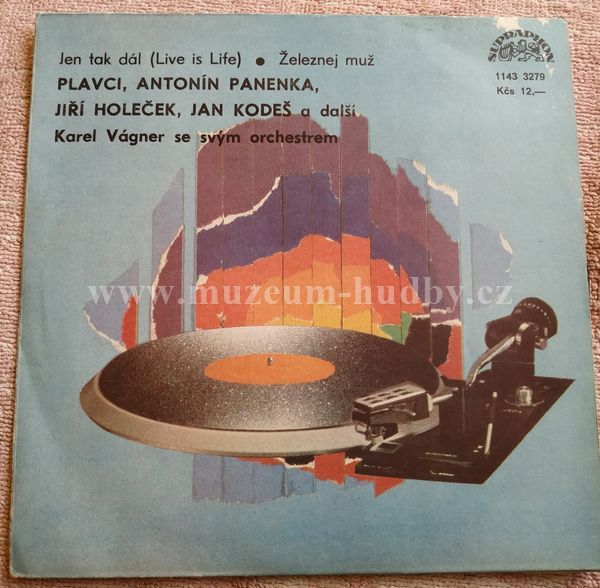 Jen tak dál (Live is Life) ● Železnej muž
PLAVCI, ANTONÍN PANENKA,
JIŘÍ HOLEČEK, JAN KODEŠ a další
Karel Vágner se svým orchestrem
SUPRAPHON
1143 3279
Kčs 12,—
www.muzeum-hudby.cz